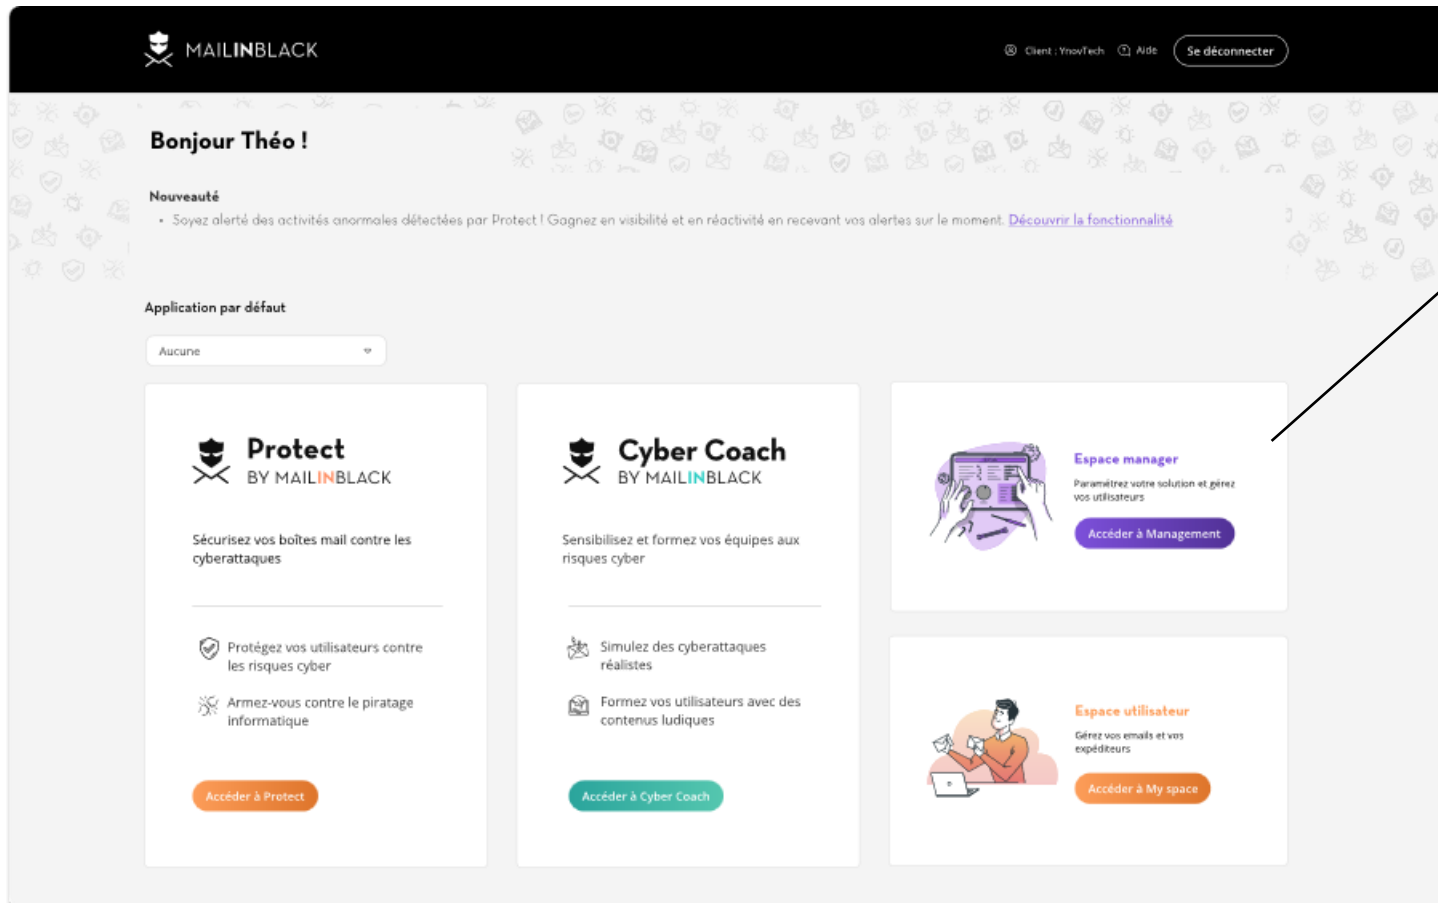 MAILINBLACK
Client : YnovTech
Aide
Se déconnecter
Bonjour Théo !
Nouveauté
• Soyez alerté des activités anormales détectées par Protect ! Gagnez en visibilité et en réactivité en recevant vos alertes sur le moment. Découvrir la fonctionnalité
Application par défaut
Aucune
Protect
BY MAILINBLACK
Sécurisez vos boîtes mail contre les
cyberattaques
Protégez vos utilisateurs contre
les risques cyber
Armez-vous contre le piratage
informatique
Accéder à Protect
Cyber Coach
BY MAILINBLACK
Sensibilisez et formez vos équipes aux
risques cyber
Simulez des cyberattaques
réalistes
Formez vos utilisateurs avec des
contenus ludiques
Accéder à Cyber Coach
Espace manager
Paramétrez votre solution et gérez
vos utilisateurs
Accéder à Management
Espace utilisateur
Gérez vos emails et vos
expéditeurs
Accéder à My space